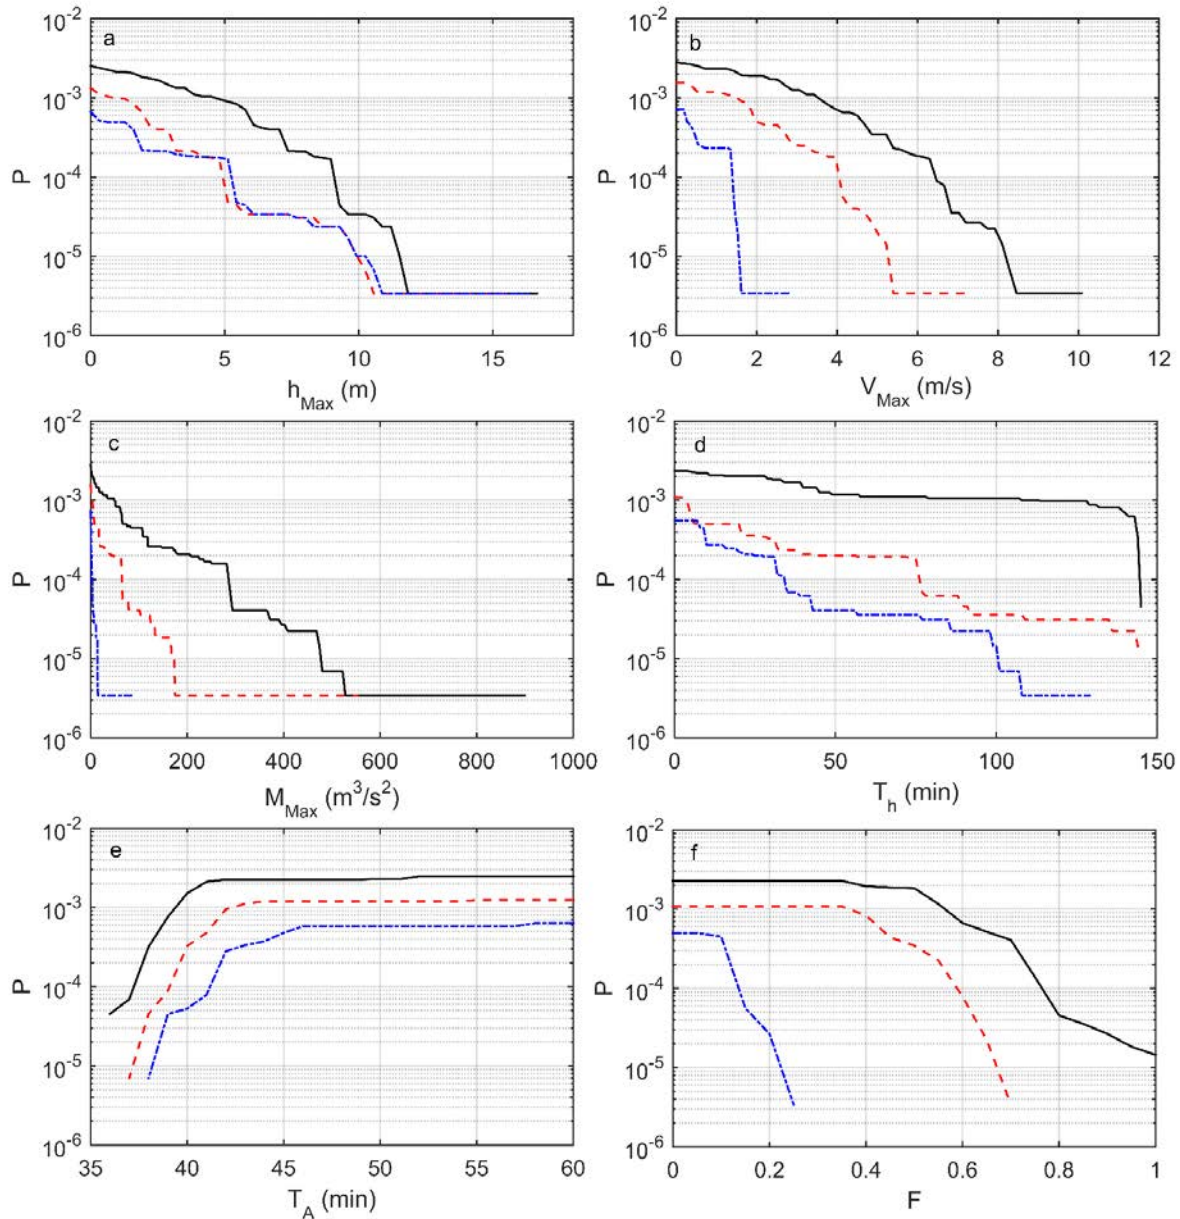 a
P
10^-2
10^-3
10^-4
10^-5
10^-6
0 5 10 15
h_Max (m)
b
P
10^-2
10^-3
10^-4
10^-5
10^-6
0 2 4 6 8 10 12
V_Max (m/s)
c
P
10^-2
10^-3
10^-4
10^-5
10^-6
0 200 400 600 800 1000
M_Max (m^3/s^2)
d
P
10^-2
10^-3
10^-4
10^-5
10^-6
0 50 100 150
T_h (min)
e
P
10^-2
10^-3
10^-4
10^-5
10^-6
35 40 45 50 55 60
T_A (min)
f
P
10^-2
10^-3
10^-4
10^-5
10^-6
0 0.2 0.4 0.6 0.8 1
F